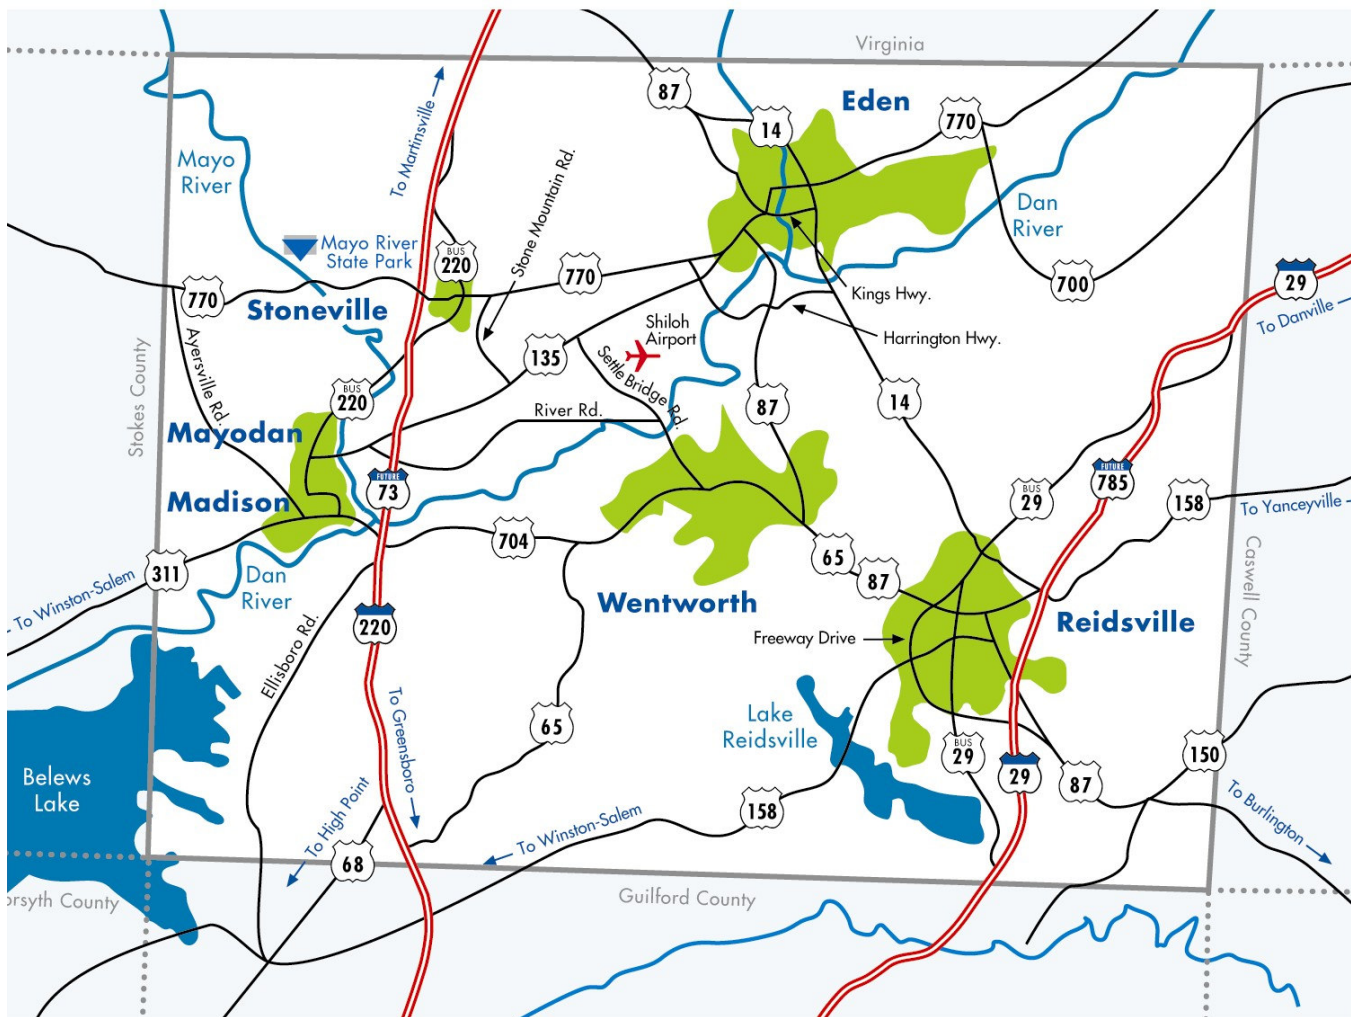 Virginia
87
14
Eden
770
To Martinsville
Mayo
River
Stone Mountain Rd.
Dan
River
Mayo River
State Park
BUS
220
770
770
700
29
Stoneville
Kings Hwy.
Harrington Hwy.
To Danville
Shiloh
Airport
Ayersville Rd.
135
Settle Bridge Rd.
Stokes County
BUS
220
River Rd.
87
14
Mayodan
Madison
FUTURE
73
FUTURE
785
BUS
29
158
To Yanceyville
704
65
87
311
To Winston-Salem
Dan
River
Wentworth
Reidsville
Caswell County
220
Freeway Drive
Ellisboro Rd.
To Greensboro
65
Lake
Reidsville
BUS
29
29
87
150
Belews
Lake
To High Point
158
To Winston-Salem
To Burlington
68
orsyth County
Guilford County